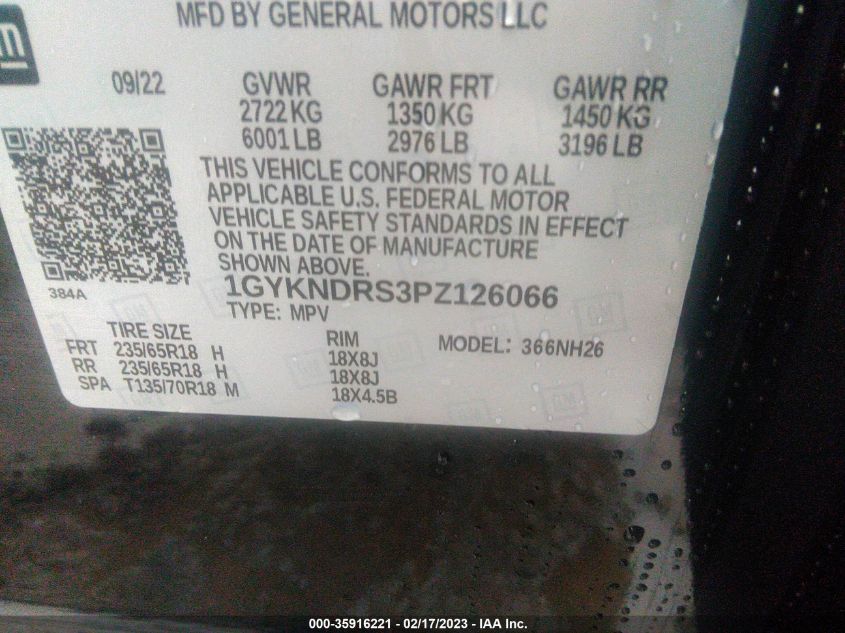 MFD BY GENERAL MOTORS LLC
09/22 GVWR GAWR FRT GAWR RR
2722 KG 1350 KG 1450 KG
6001 LB 2976 LB 3196 LB
THIS VEHICLE CONFORMS TO ALL
APPLICABLE U.S. FEDERAL MOTOR
VEHICLE SAFETY STANDARDS IN EFFECT
ON THE DATE OF MANUFACTURE
SHOWN ABOVE.
384A
1GYKNDRS3PZ126066
TYPE: MPV
TIRE SIZE RIM MODEL: 366NH26
FRT 235/65R18 H 18X8J
RR 235/65R18 H 18X8J
SPA T135/70R18 M 18X4.5B
000-35916221 - 02/17/2023 - IAA Inc.